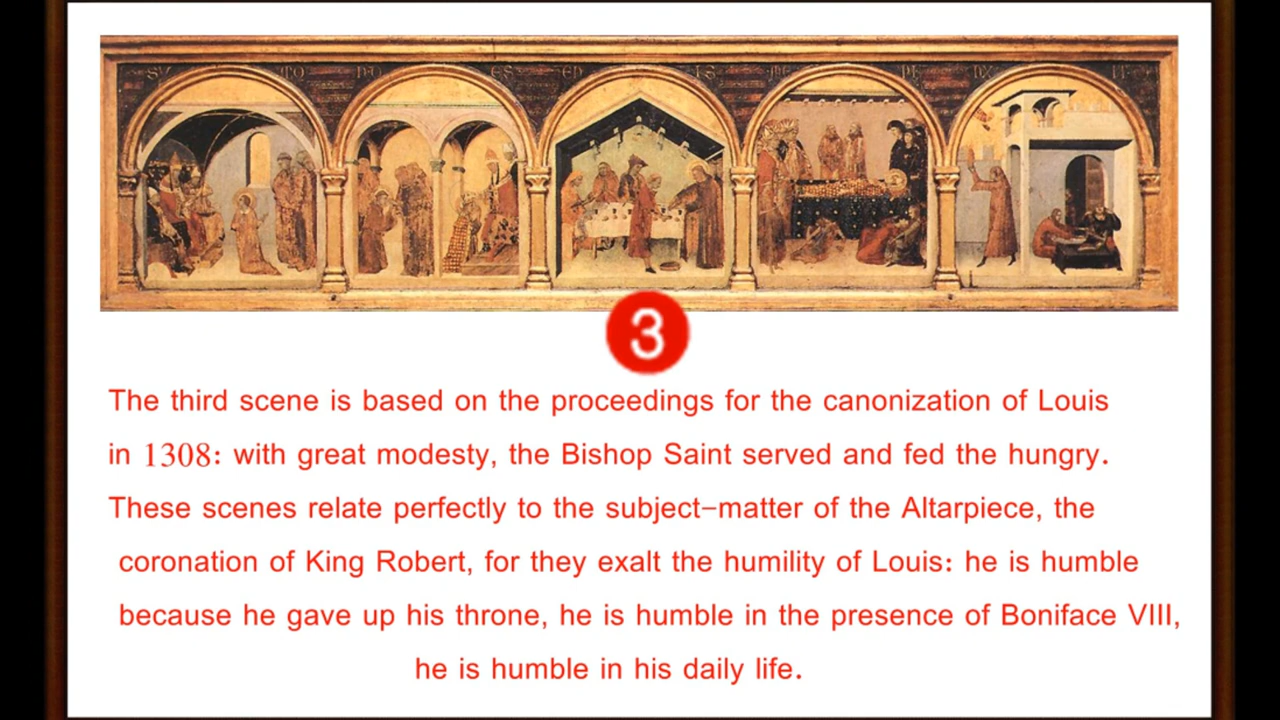 3
The third scene is based on the proceedings for the canonization of Louis
in 1308: with great modesty, the Bishop Saint served and fed the hungry.
These scenes relate perfectly to the subject-matter of the Altarpiece, the
coronation of King Robert, for they exalt the humility of Louis: he is humble
because he gave up his throne, he is humble in the presence of Boniface VIII,
he is humble in his daily life.